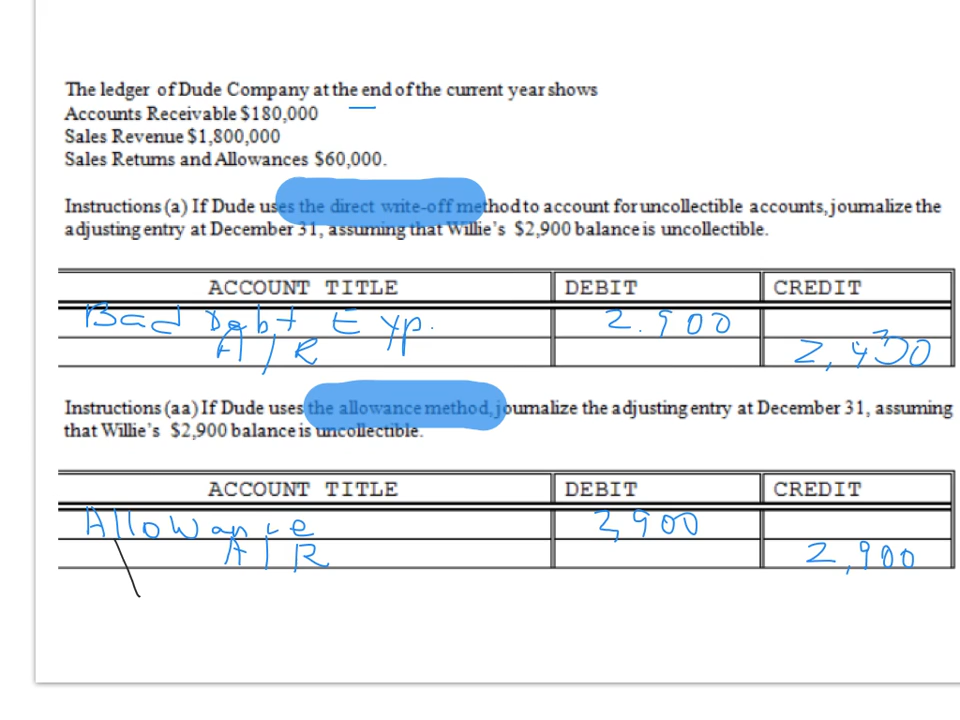 The ledger of Dude Company at the end of the current year shows
Accounts Receivable $180,000
Sales Revenue $1,800,000
Sales Returns and Allowances $60,000.
Instructions (a) If Dude uses the direct write-off method to account for uncollectible accounts, journalize the
adjusting entry at December 31, assuming that Willie's $2,900 balance is uncollectible.
ACCOUNT TITLE DEBIT CREDIT
Bad Debt Exp. 2.900
A/R
Instructions (aa) If Dude uses the allowance method, journalize the adjusting entry at December 31, assuming
that Willie's $2,900 balance is uncollectible.
ACCOUNT TITLE DEBIT CREDIT
Allowance 2,900
A/R 2,900